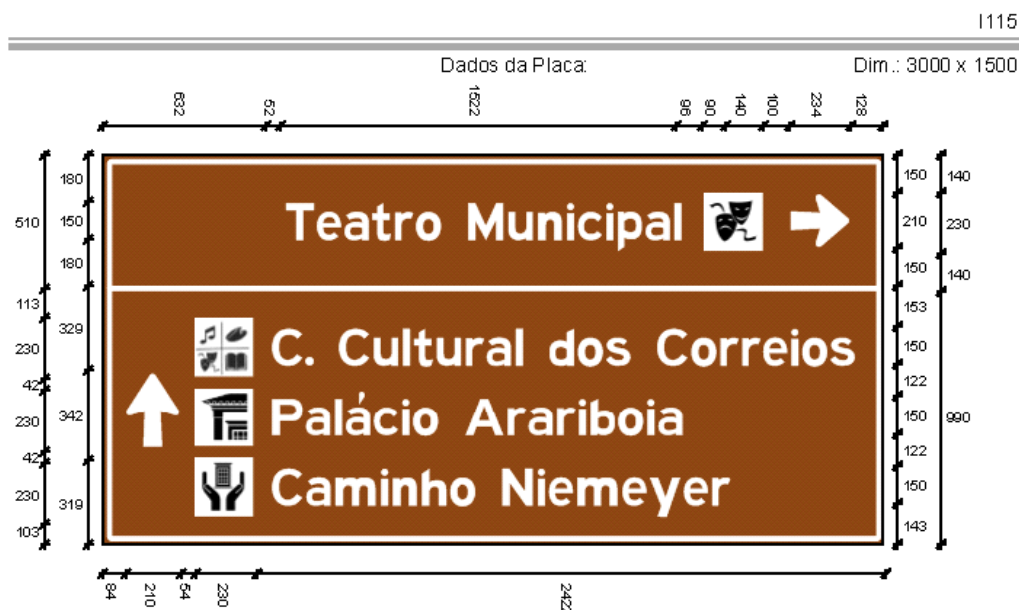 I115
Dados da Placa:
Dim.: 3000 x 1500
632 52 1522 96 90 140 100 234 128
180 150 140
510 150 Teatro Municipal 210 230
180 150 140
113 329 153
230 C. Cultural dos Correios 150
42 122
230 342 Palácio Arariboia 150 990
42 122
230 319 Caminho Niemeyer 150
103 143
84 210 54 230 2422